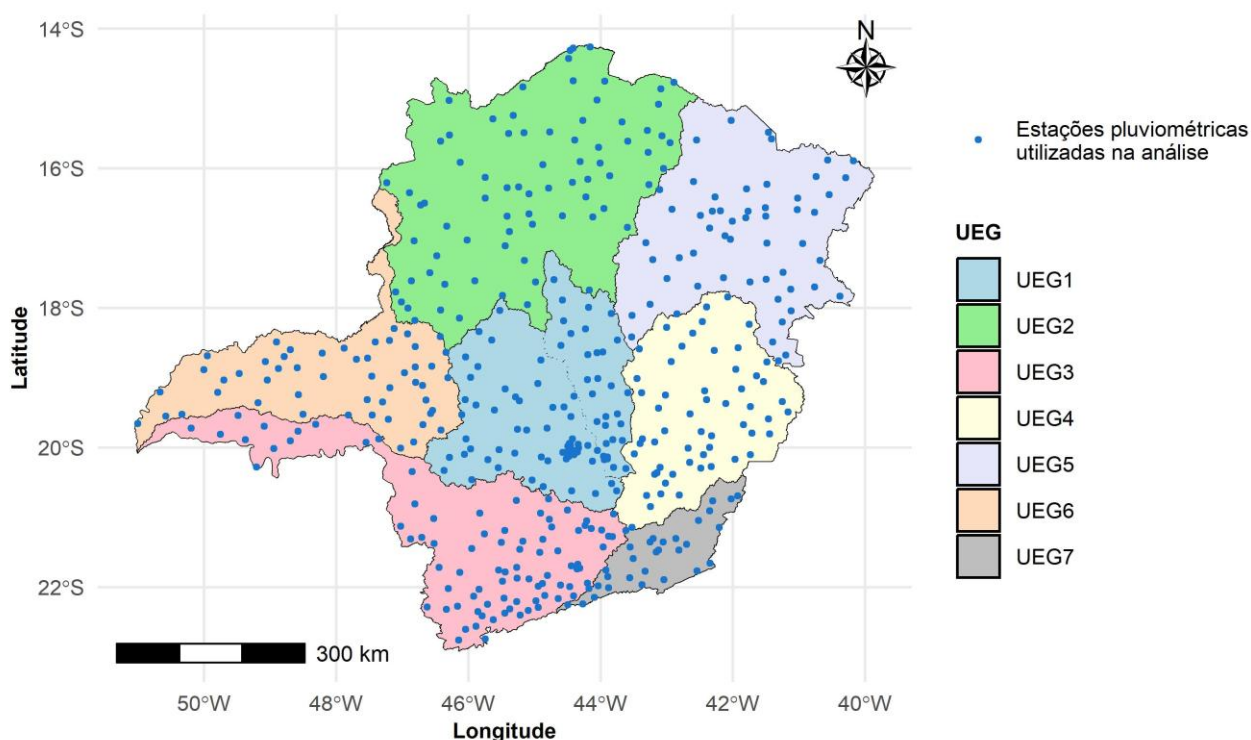 14°S
16°S
18°S
20°S
22°S
Latitude
N
300 km
50°W
48°W
46°W
44°W
42°W
40°W
Longitude
Estações pluviométricas
utilizadas na análise
UEG
UEG1
UEG2
UEG3
UEG4
UEG5
UEG6
UEG7